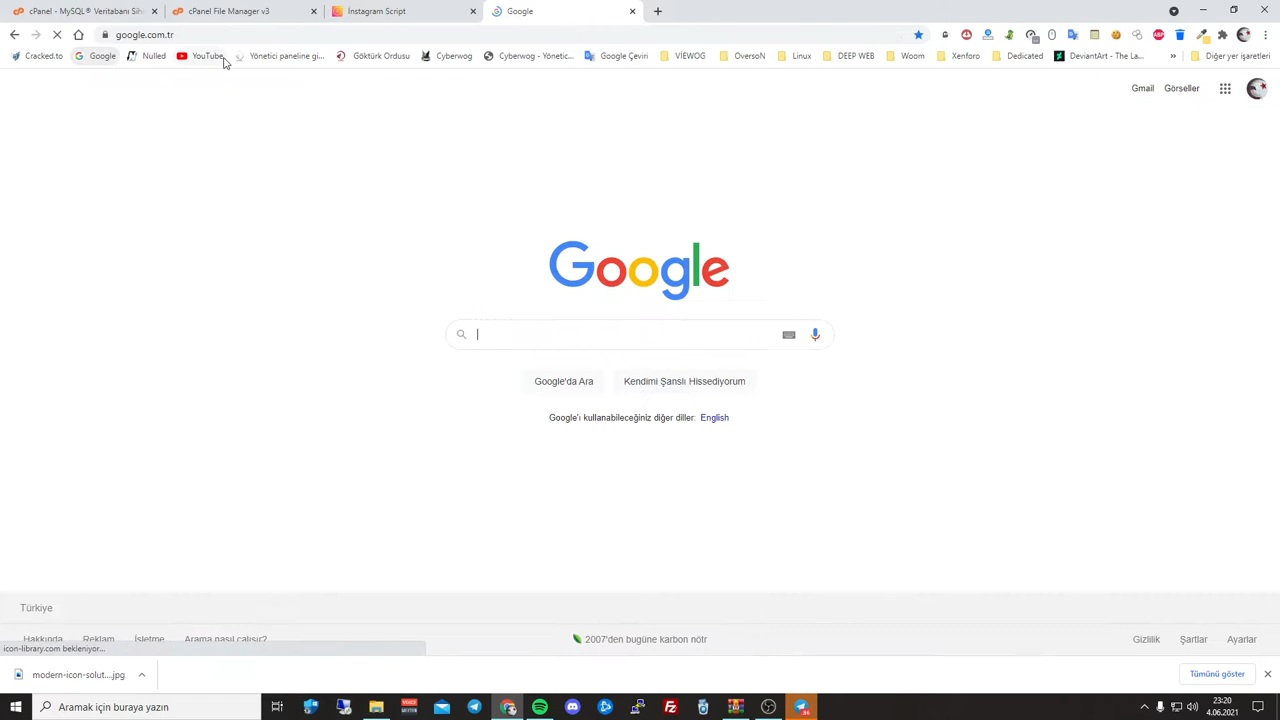 cPanel - MySQL® Veritabanı Sih
cPanel File Manager v3
Instagram Script
Google
google.com.tr
Cracked.to
Google
Nulled
YouTube
Yönetici paneline gi...
Göktürk Ordusu
Cyberwog
Cyberwog - Yönetic...
Google Çeviri
VİEWOG
OversoN
Linux
DEEP WEB
Woom
Xenforo
Dedicated
DeviantArt - The La...
»
Diğer yer işaretleri
Gmail
Görseller
Google
Google'da Ara
Kendimi Şanslı Hissediyorum
Google'ı kullanabileceğiniz diğer diller: English
Türkiye
Hakkında
Reklam
İşletme
Arama nasıl çalışır?
2007'den bugüne karbon nötr
Gizlilik
Şartlar
Ayarlar
icon-library.com bekleniyor...
modern-icon-solut....jpg
Tümünü göster
Aramak için buraya yazın
23:20
4.06.2021